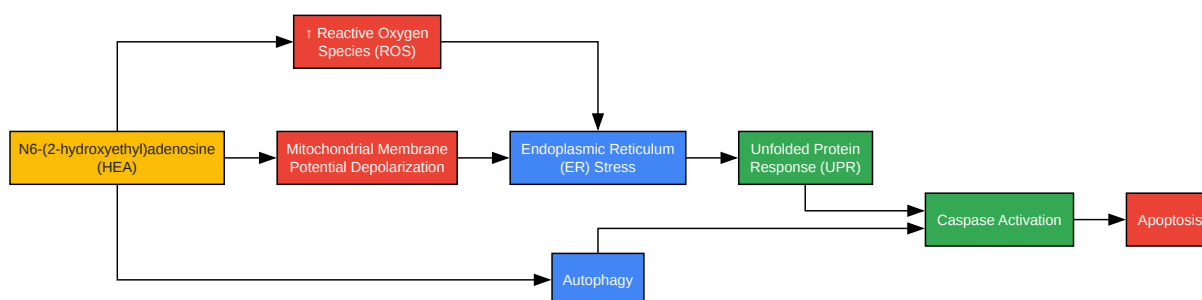 ↑ Reactive Oxygen
Species (ROS)
N6-(2-hydroxyethyl)adenosine
(HEA)
Mitochondrial Membrane
Potential Depolarization
Endoplasmic Reticulum
(ER) Stress
Unfolded Protein
Response (UPR)
Caspase Activation
Apoptosis
Autophagy